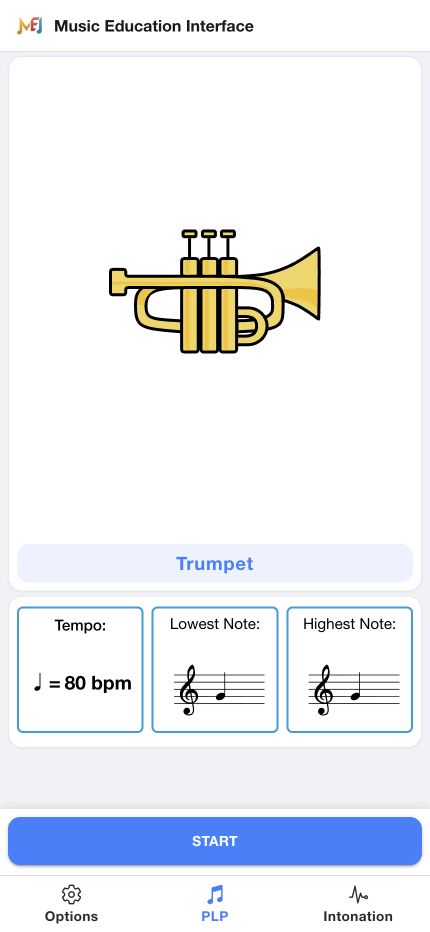 MEI Music Education Interface
Trumpet
Tempo:
♩ = 80 bpm
Lowest Note:
Highest Note:
START
Options
PLP
Intonation